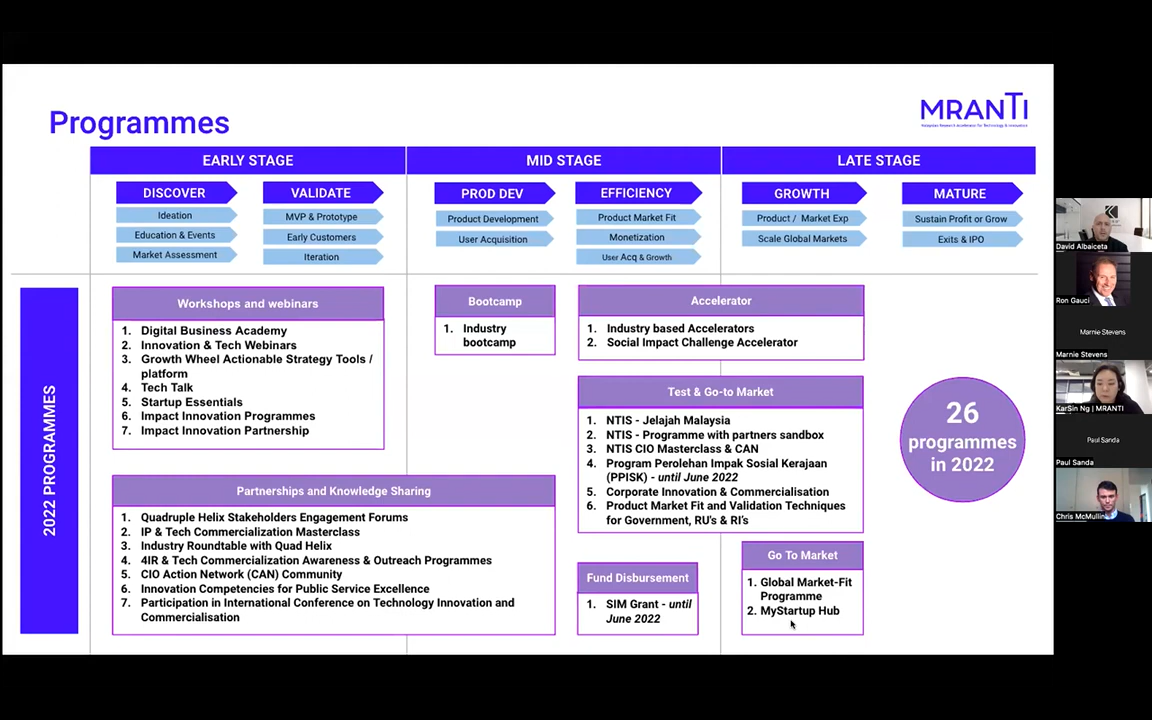 Programmes
MRANTI
Malaysian Research Accelerator for Technology & Innovation
EARLY STAGE
MID STAGE
LATE STAGE
DISCOVER
VALIDATE
PROD DEV
EFFICIENCY
GROWTH
MATURE
Ideation
MVP & Prototype
Product Development
Product Market Fit
Product / Market Exp
Sustain Profit or Grow
Education & Events
Early Customers
User Acquisition
Monetization
Scale Global Markets
Exits & IPO
Market Assessment
Iteration
User Acq & Growth
2022 PROGRAMMES
Workshops and webinars
1. Digital Business Academy
2. Innovation & Tech Webinars
3. Growth Wheel Actionable Strategy Tools /
platform
4. Tech Talk
5. Startup Essentials
6. Impact Innovation Programmes
7. Impact Innovation Partnership
Bootcamp
1. Industry
bootcamp
Accelerator
1. Industry based Accelerators
2. Social Impact Challenge Accelerator
Test & Go-to Market
1. NTIS - Jelajah Malaysia
2. NTIS - Programme with partners sandbox
3. NTIS CIO Masterclass & CAN
4. Program Perolehan Impak Sosial Kerajaan
(PPISK) - until June 2022
5. Corporate Innovation & Commercialisation
6. Product Market Fit and Validation Techniques
for Government, RU's & RI's
26
programmes
in 2022
Partnerships and Knowledge Sharing
1. Quadruple Helix Stakeholders Engagement Forums
2. IP & Tech Commercialization Masterclass
3. Industry Roundtable with Quad Helix
4. 4IR & Tech Commercialization Awareness & Outreach Programmes
5. CIO Action Network (CAN) Community
6. Innovation Competencies for Public Service Excellence
7. Participation in International Conference on Technology Innovation and
Commercialisation
Fund Disbursement
1. SIM Grant - until
June 2022
Go To Market
1. Global Market-Fit
Programme
2. MyStartup Hub
David Albaiceta
Ron Gauci
Marnie Stevens
Marnie Stevens
KarSin Ng | MRANTI
Paul Sanda
Paul Sanda
Chris McMullin